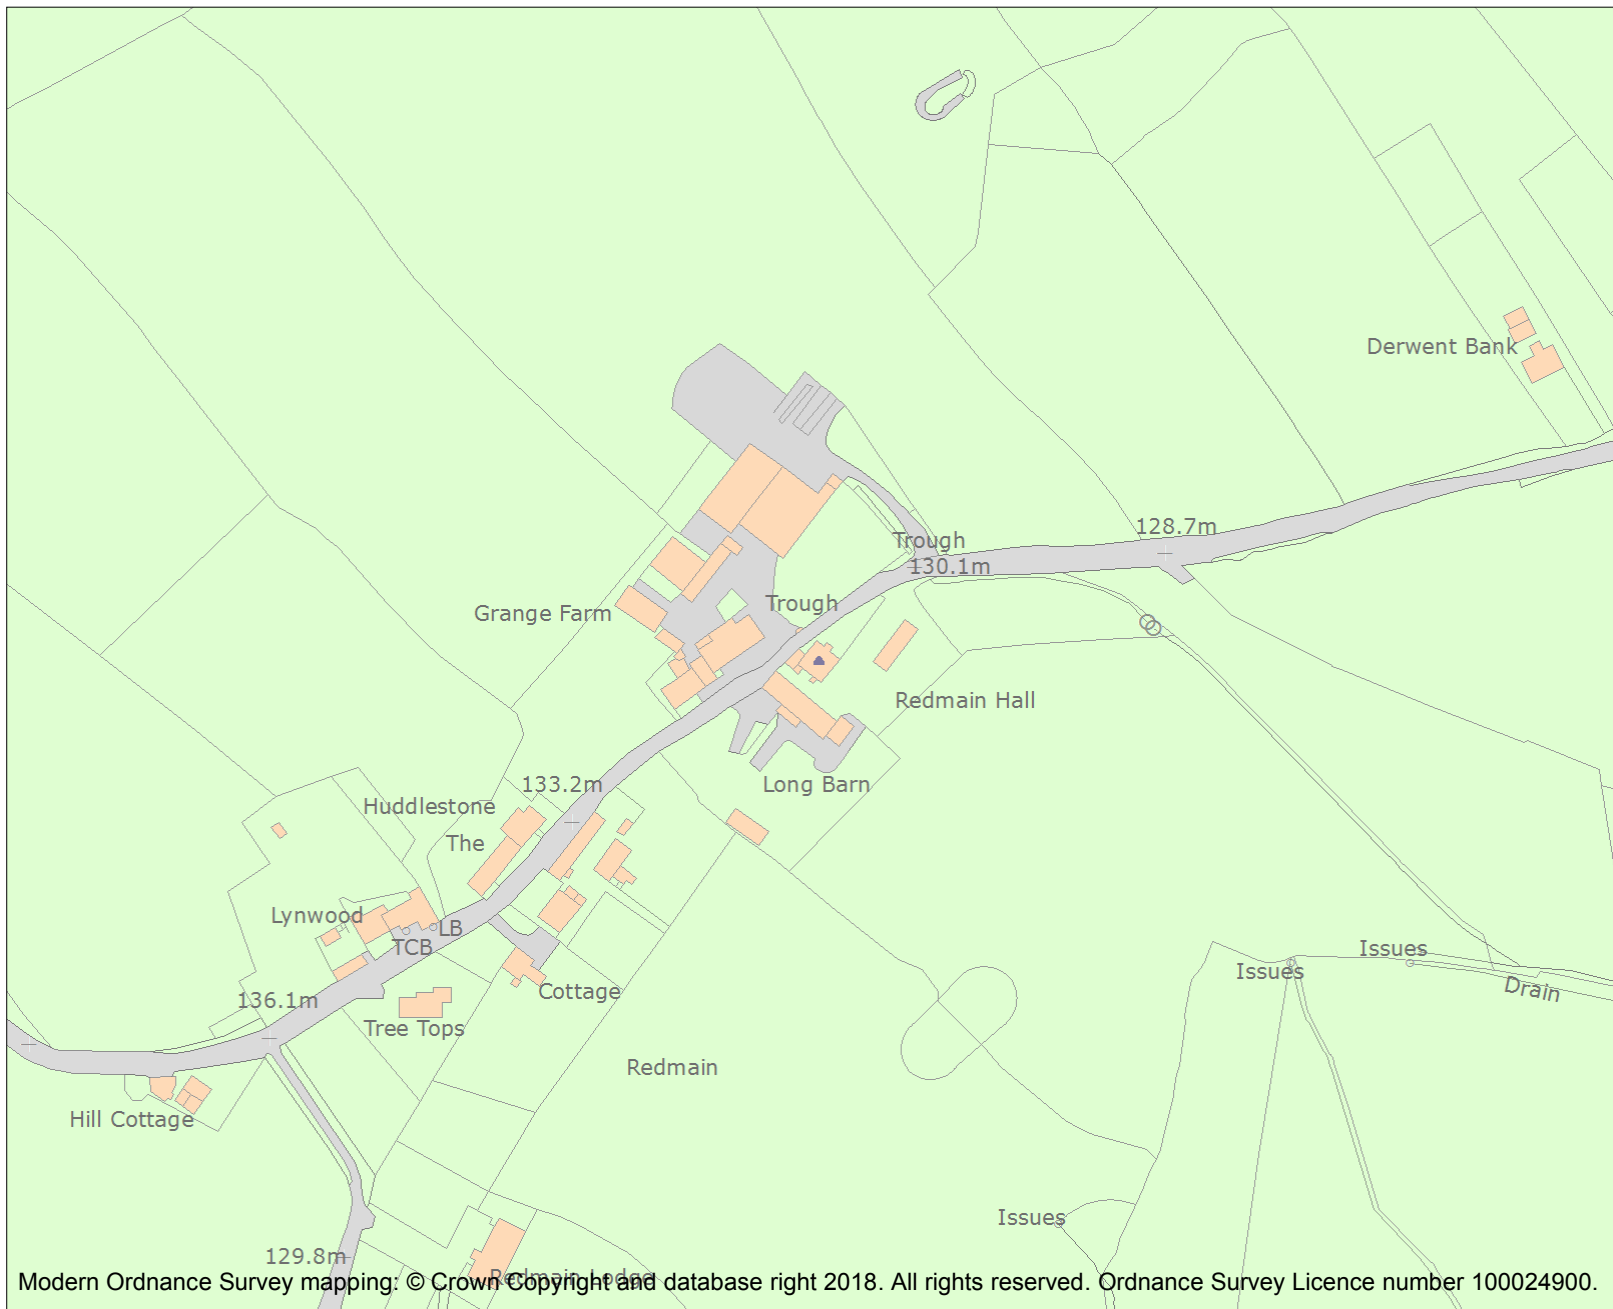 Derwent Bank
128.7m
Trough
130.1m
Trough
Grange Farm
Redmain Hall
133.2m
Long Barn
Huddlestone
The
Lynwood
LB
TCB
Issues
Issues
Drain
136.1m
Cottage
Tree Tops
Redmain
Hill Cottage
Issues
129.8m
Redmain Lodge
Modern Ordnance Survey mapping: © Crown Copyright and database right 2018. All rights reserved. Ordnance Survey Licence number 100024900.